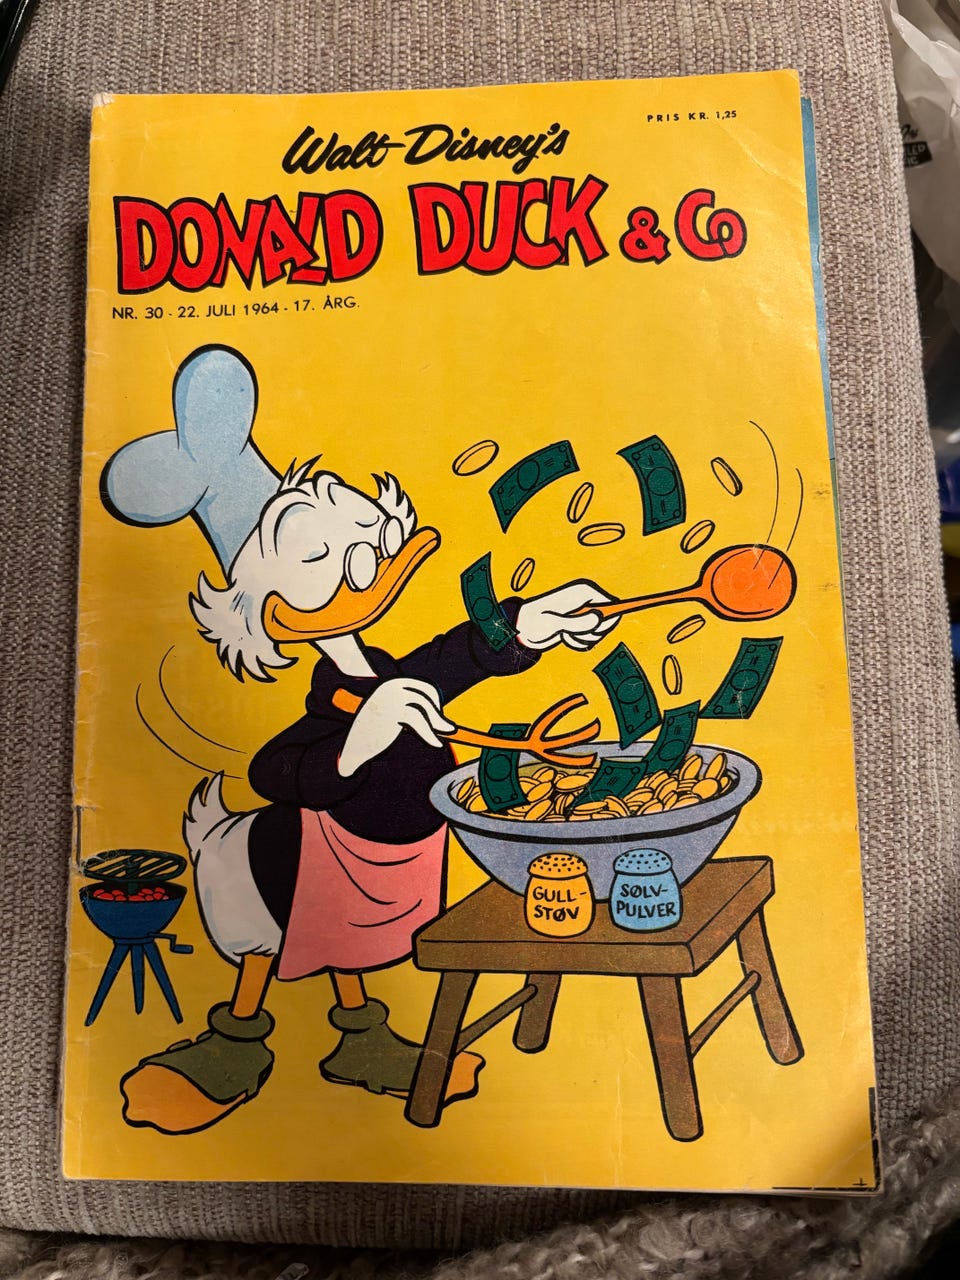 PRIS KR. 1,25
Walt Disney's
DONALD DUCK & Co
NR. 30 - 22. JULI 1964 - 17. ÅRG.
GULL-
STØV
SØLV-
PULVER